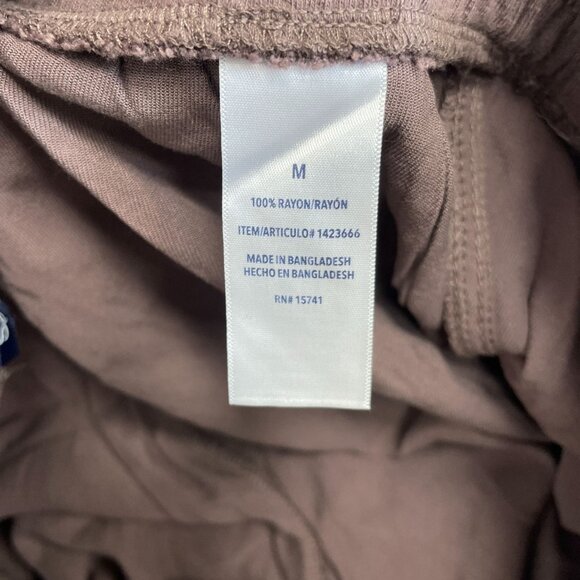 M
100% RAYON/RAYÓN
ITEM/ARTICULO# 1423666
MADE IN BANGLADESH
HECHO EN BANGLADESH
RN# 15741